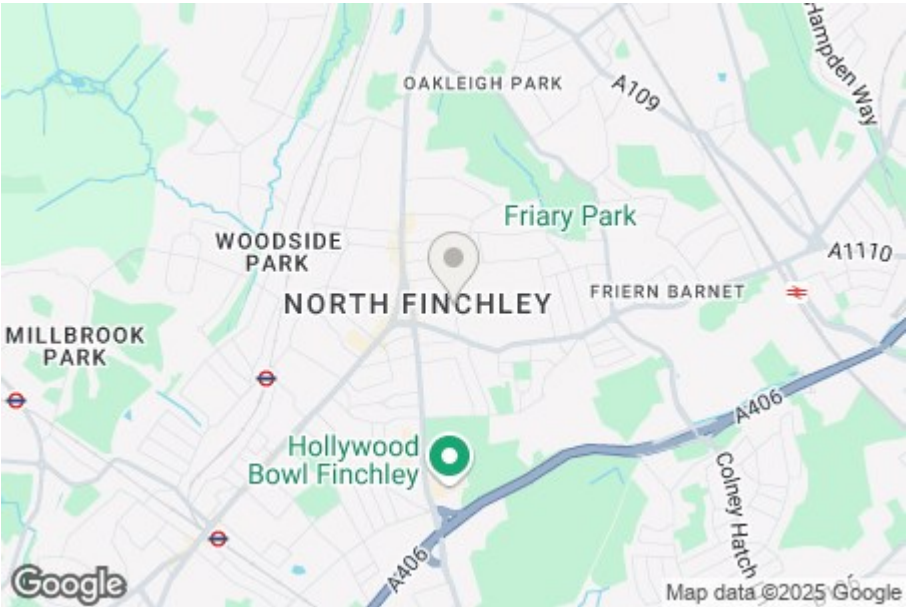 OAKLEIGH PARK
A109
Hampden Way
Friary Park
WOODSIDE
PARK
A1110
NORTH FINCHLEY
FRIERN BARNET
MILLBROOK
PARK
A406
Hollywood
Bowl Finchley
Colney Hatch
A406
Google
Map data ©2025 Google